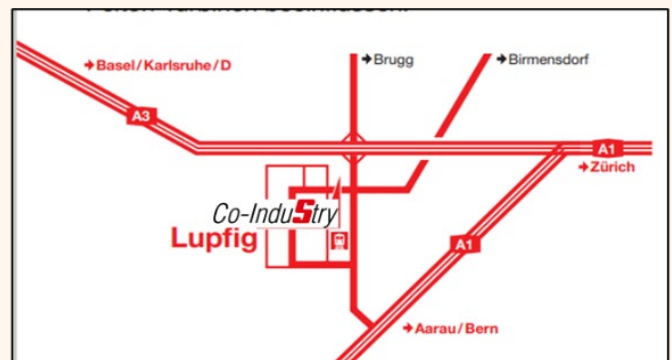 ➔Basel/Karlsruhe/D
➔Brugg
➔Birmensdorf
A3
A1
➔Zürich
Co-InduStry
Lupfig
A1
➔Aarau/Bern